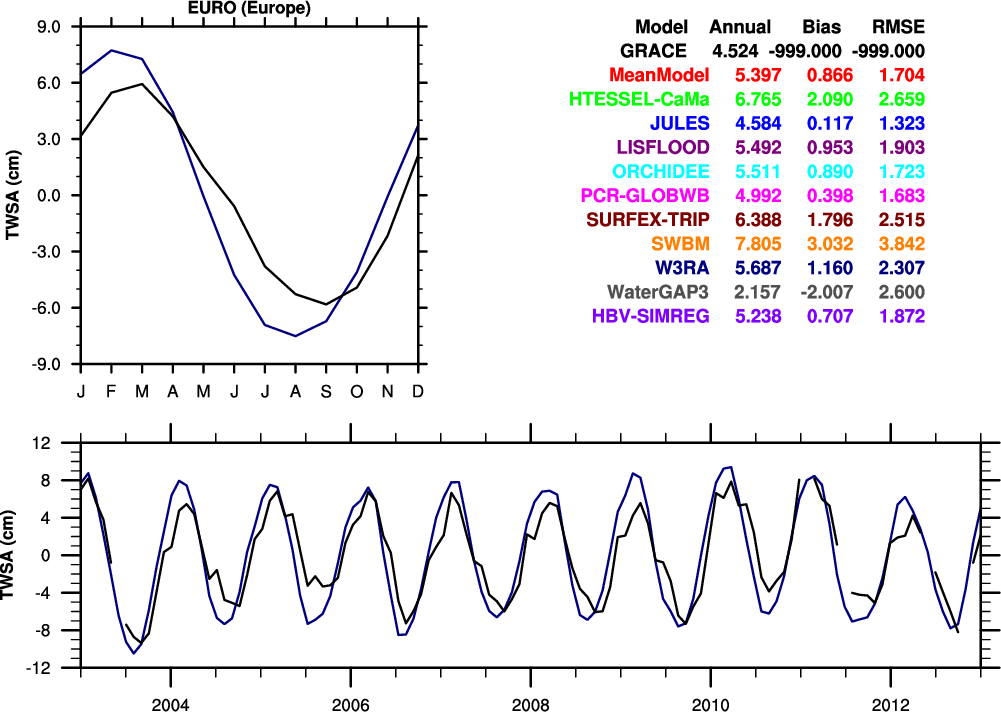 EURO (Europe)
9.0
6.0
3.0
0.0
-3.0
-6.0
-9.0
TWSA (cm)
J F M A M J J A S O N D
Model Annual Bias RMSE
GRACE 4.524 -999.000 -999.000
MeanModel 5.397 0.866 1.704
HTESSEL-CaMa 6.765 2.090 2.659
JULES 4.584 0.117 1.323
LISFLOOD 5.492 0.953 1.903
ORCHIDEE 5.511 0.890 1.723
PCR-GLOBWB 4.992 0.398 1.683
SURFEX-TRIP 6.388 1.796 2.515
SWBM 7.805 3.032 3.842
W3RA 5.687 1.160 2.307
WaterGAP3 2.157 -2.007 2.600
HBV-SIMREG 5.238 0.707 1.872
12
8
4
0
-4
-8
-12
TWSA (cm)
2004 2006 2008 2010 2012